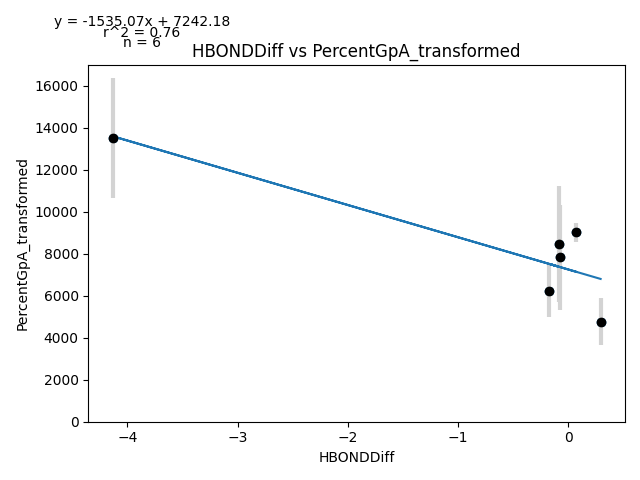 y = -1535.07x + 7242.18
r^2 = 0.76
n = 6
HBONDDiff vs PercentGpA_transformed
16000
14000
12000
10000
8000
6000
4000
2000
0
PercentGpA_transformed
−4 −3 −2 −1 0
HBONDDiff